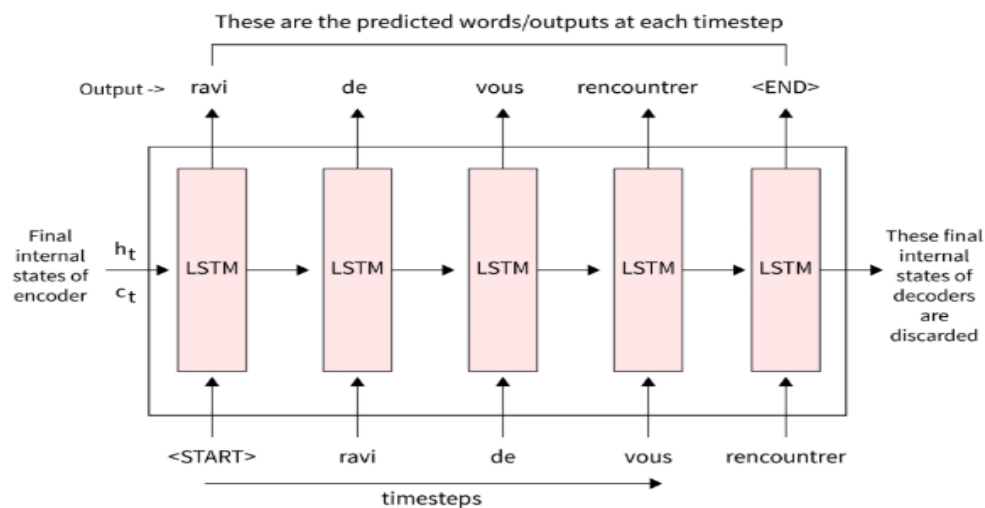 These are the predicted words/outputs at each timestep
Output -> ravi de vous rencountrer <END>
Final
internal
states of
encoder
h_t
c_t
LSTM LSTM LSTM LSTM LSTM
These final
internal
states of
decoders
are
discarded
<START> ravi de vous rencountrer
timesteps